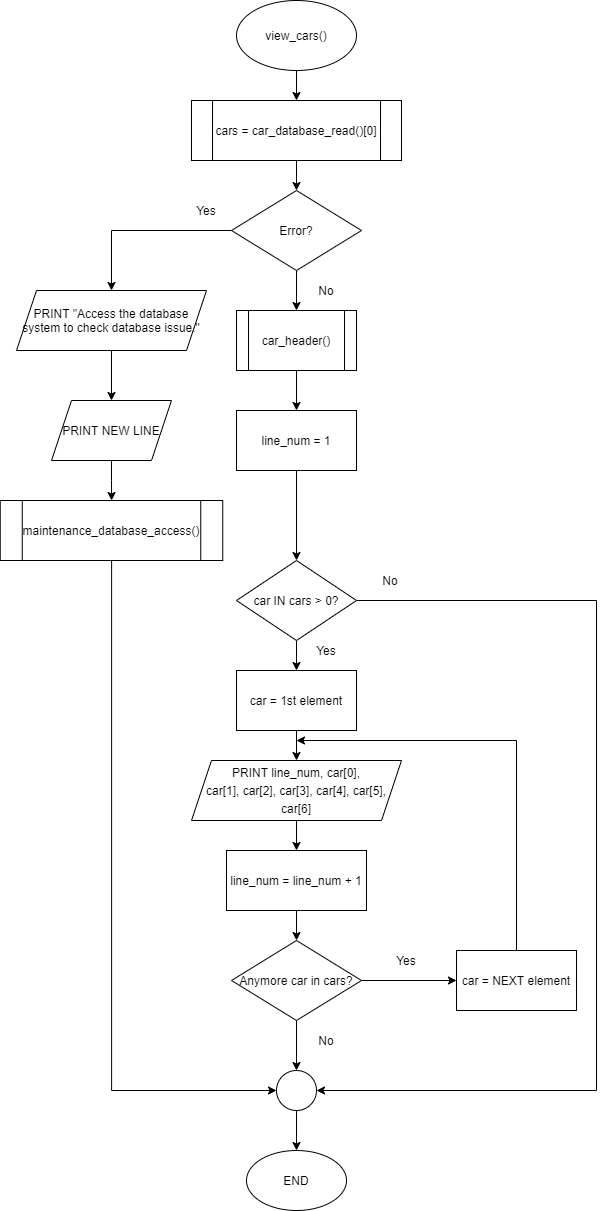 view_cars()
cars = car_database_read()[0]
Yes
Error?
No
PRINT "Access the database
system to check database issue."
car_header()
PRINT NEW LINE
line_num = 1
maintenance_database_access()
No
car IN cars > 0?
Yes
car = 1st element
PRINT line_num, car[0],
car[1], car[2], car[3], car[4], car[5],
car[6]
line_num = line_num + 1
Yes
Anymore car in cars?
car = NEXT element
No
END